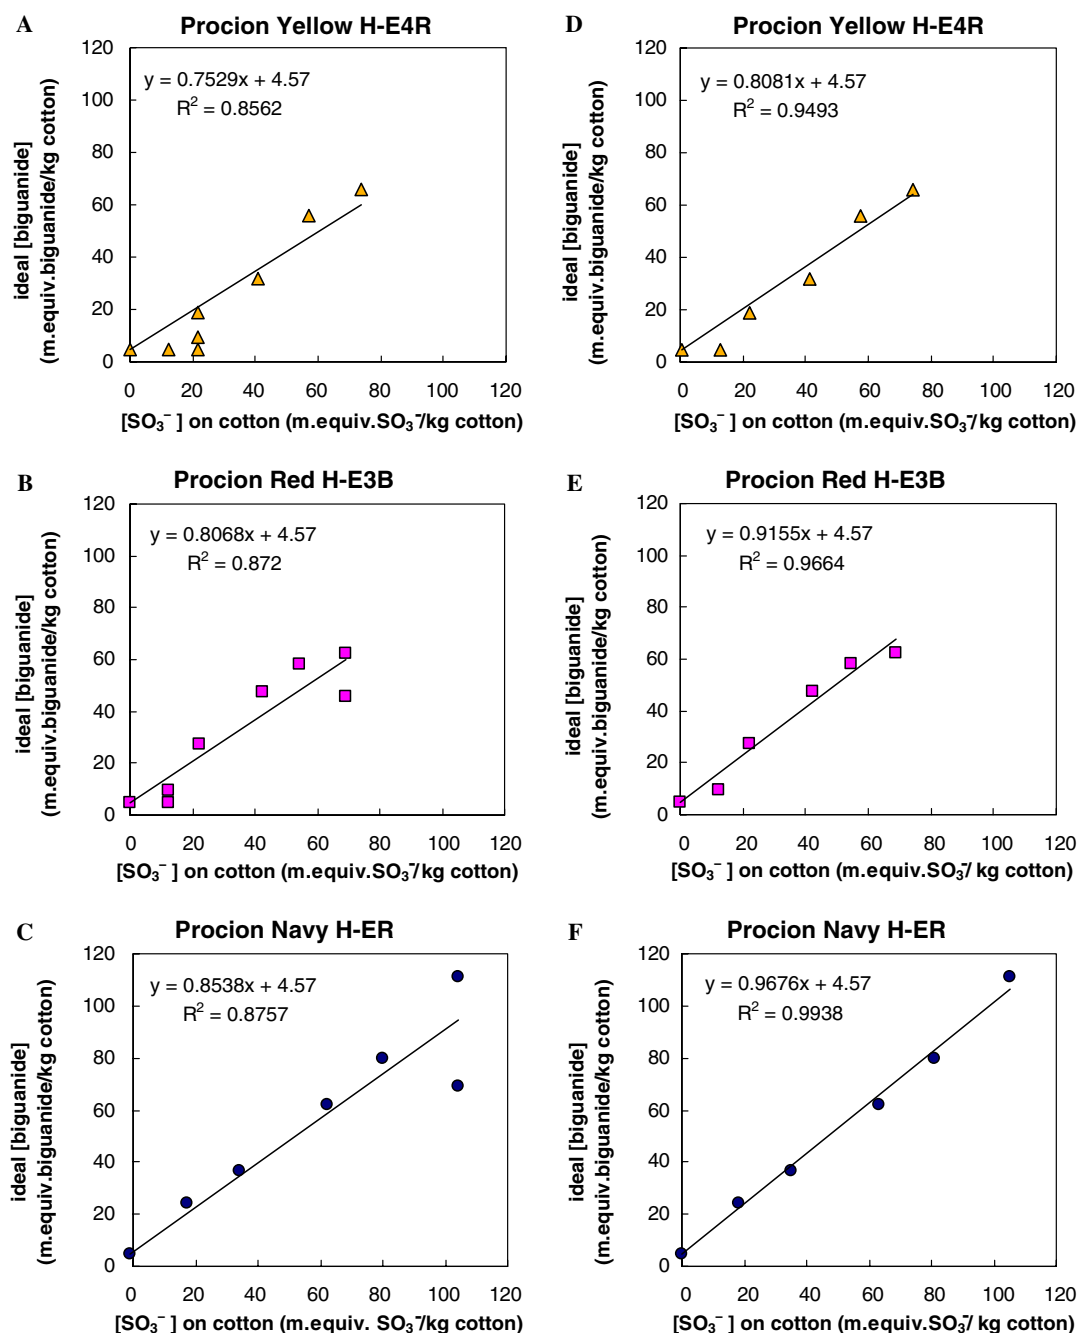 A
Procion Yellow H-E4R
ideal [biguanide]
(m.equiv.biguanide/kg cotton)
120
100
80
60
40
20
0
y = 0.7529x + 4.57
R² = 0.8562
0 20 40 60 80 100 120
[SO₃⁻ ] on cotton (m.equiv.SO₃⁻/kg cotton)
D
Procion Yellow H-E4R
ideal [biguanide]
(m.equiv.biguanide/kg cotton)
120
100
80
60
40
20
0
y = 0.8081x + 4.57
R² = 0.9493
0 20 40 60 80 100 120
[SO₃⁻ ] on cotton (m.equiv.SO₃⁻/kg cotton)
B
Procion Red H-E3B
ideal [biguanide]
(m.equiv.biguanide/kg cotton)
120
100
80
60
40
20
0
y = 0.8068x + 4.57
R² = 0.872
0 20 40 60 80 100 120
[SO₃⁻ ] on cotton (m.equiv.SO₃⁻/ kg cotton)
E
Procion Red H-E3B
ideal [biguanide]
(m.equiv.biguanide/kg cotton)
120
100
80
60
40
20
0
y = 0.9155x + 4.57
R² = 0.9664
0 20 40 60 80 100 120
[SO₃⁻ ] on cotton (m.equiv.SO₃⁻/ kg cotton)
C
Procion Navy H-ER
ideal [biguanide]
(m.equiv.biguanide/kg cotton)
120
100
80
60
40
20
0
y = 0.8538x + 4.57
R² = 0.8757
0 20 40 60 80 100 120
[SO₃⁻ ] on cotton (m.equiv. SO₃⁻/kg cotton)
F
Procion Navy H-ER
ideal [biguanide]
(m.equiv.biguanide/kg cotton)
120
100
80
60
40
20
0
y = 0.9676x + 4.57
R² = 0.9938
0 20 40 60 80 100 120
[SO₃⁻ ] on cotton (m.equiv.SO₃⁻/ kg cotton)